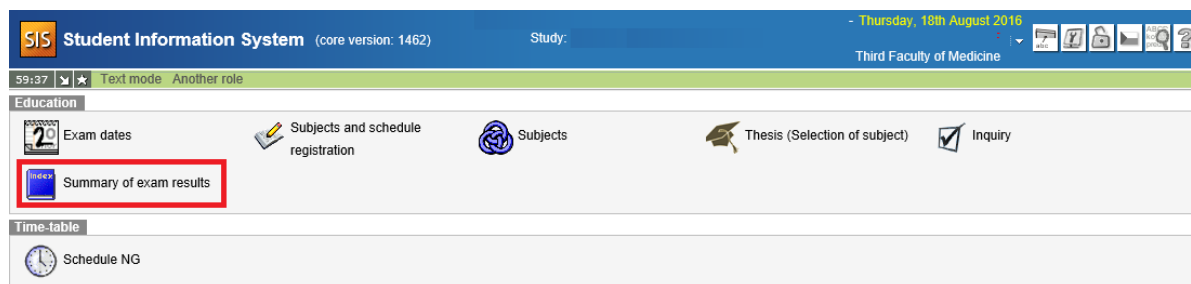 - Thursday, 18th August 2016
SIS Student Information System (core version: 1462) Study:
Third Faculty of Medicine
59:37 Text mode Another role
Education
20 Exam dates
Subjects and schedule registration
Subjects
Thesis (Selection of subject)
Inquiry
Index Summary of exam results
Time-table
Schedule NG